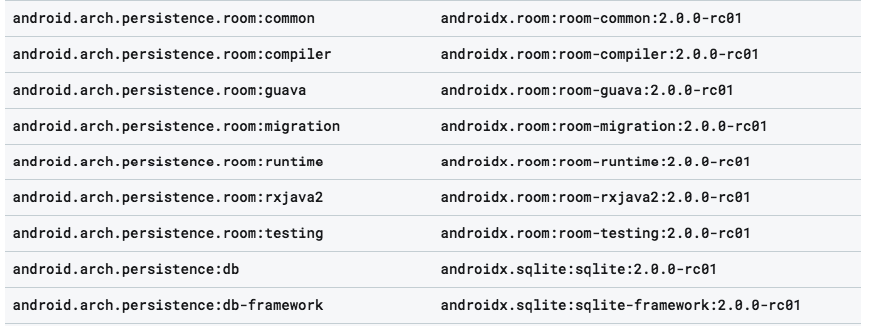 android.arch.persistence.room:common androidx.room:room-common:2.0.0-rc01
android.arch.persistence.room:compiler androidx.room:room-compiler:2.0.0-rc01
android.arch.persistence.room:guava androidx.room:room-guava:2.0.0-rc01
android.arch.persistence.room:migration androidx.room:room-migration:2.0.0-rc01
android.arch.persistence.room:runtime androidx.room:room-runtime:2.0.0-rc01
android.arch.persistence.room:rxjava2 androidx.room:room-rxjava2:2.0.0-rc01
android.arch.persistence.room:testing androidx.room:room-testing:2.0.0-rc01
android.arch.persistence:db androidx.sqlite:sqlite:2.0.0-rc01
android.arch.persistence:db-framework androidx.sqlite:sqlite-framework:2.0.0-rc01